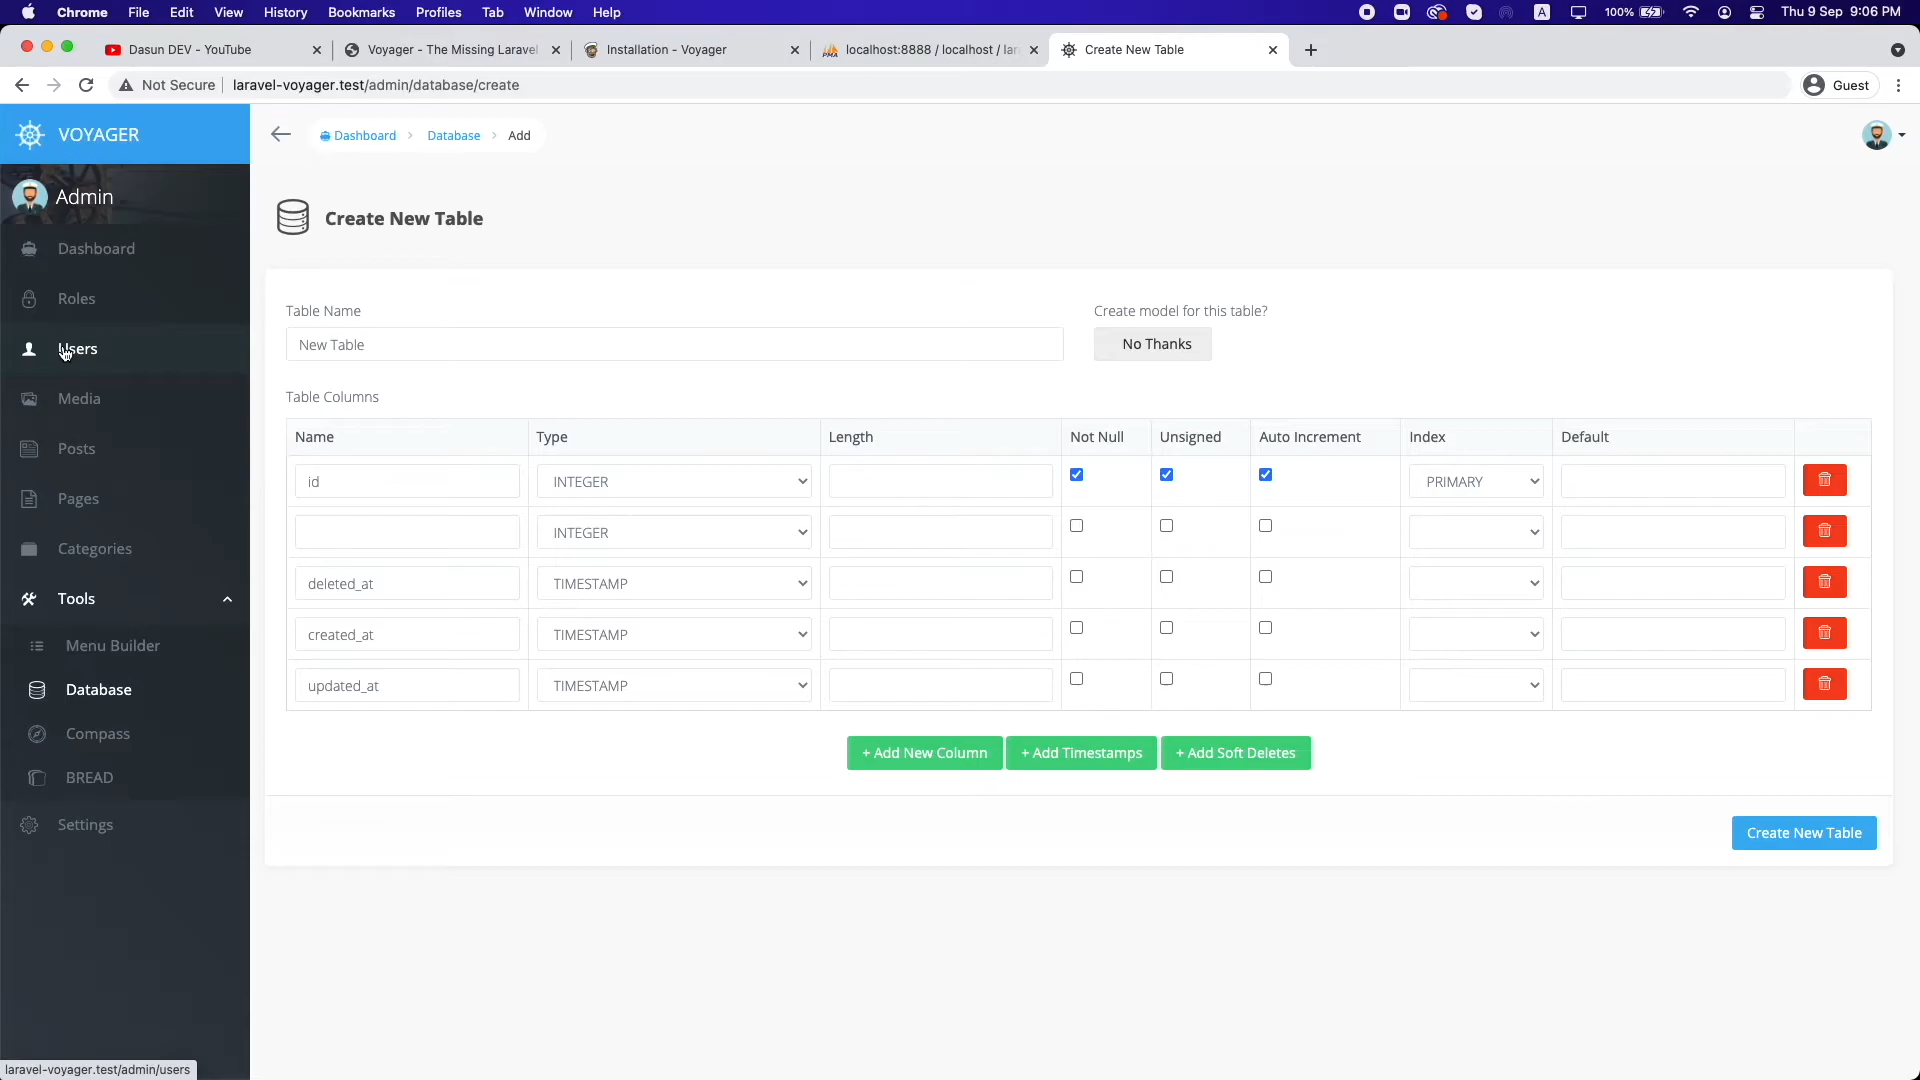 Chrome File Edit View History Bookmarks Profiles Tab Window Help A 100% Thu 9 Sep 9:06 PM
Dasun DEV - YouTube Voyager - The Missing Laravel Installation - Voyager localhost:8888 / localhost / lar Create New Table
Not Secure laravel-voyager.test/admin/database/create Guest
VOYAGER
Dashboard > Database > Add
Admin
Dashboard
Roles
Users
Media
Posts
Pages
Categories
Tools
Menu Builder
Database
Compass
BREAD
Settings
Create New Table
Table Name Create model for this table?
New Table No Thanks
Table Columns
Name Type Length Not Null Unsigned Auto Increment Index Default
id INTEGER PRIMARY
INTEGER
deleted_at TIMESTAMP
created_at TIMESTAMP
updated_at TIMESTAMP
+ Add New Column + Add Timestamps + Add Soft Deletes
Create New Table
laravel-voyager.test/admin/users